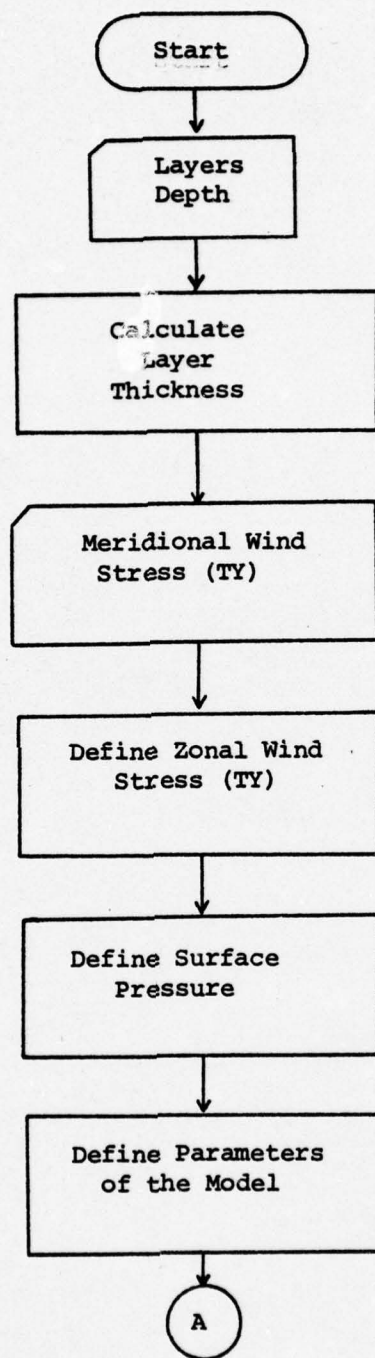 Start
Layers
Depth
Calculate
Layer
Thickness
Meridional Wind
Stress (TY)
Define Zonal Wind
Stress (TY)
Define Surface
Pressure
Define Parameters
of the Model
A